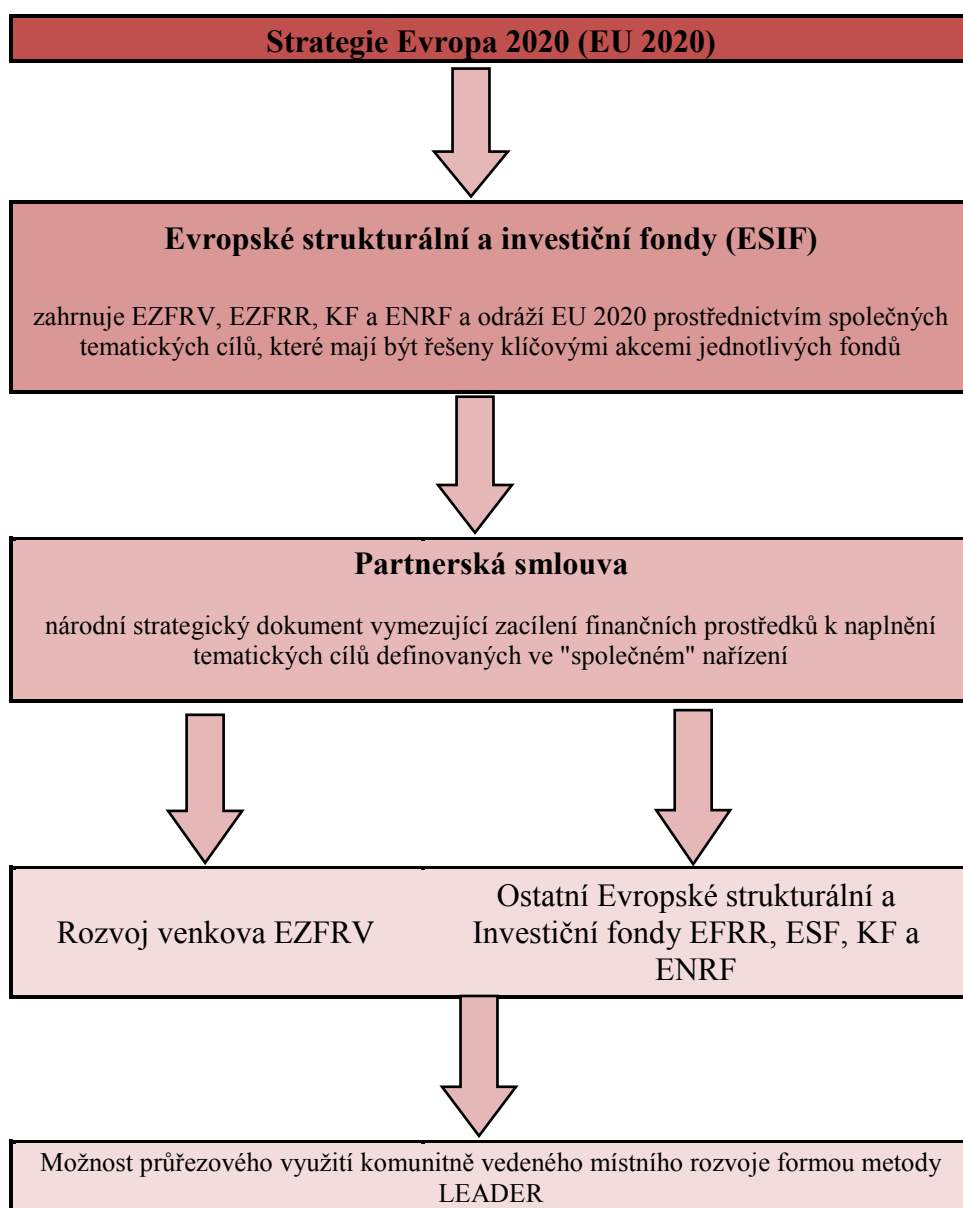 Strategie Evropa 2020 (EU 2020)
Evropské strukturální a investiční fondy (ESIF)
zahrnuje EZFRV, EZFRR, KF a ENRF a odráží EU 2020 prostřednictvím společných
tematických cílů, které mají být řešeny klíčovými akcemi jednotlivých fondů
Partnerská smlouva
národní strategický dokument vymezující zacílení finančních prostředků k naplnění
tematických cílů definovaných ve "společném" nařízení
Rozvoj venkova EZFRV
Ostatní Evropské strukturální a
Investiční fondy EFRR, ESF, KF a
ENRF
Možnost průřezového využití komunitně vedeného místního rozvoje formou metody
LEADER